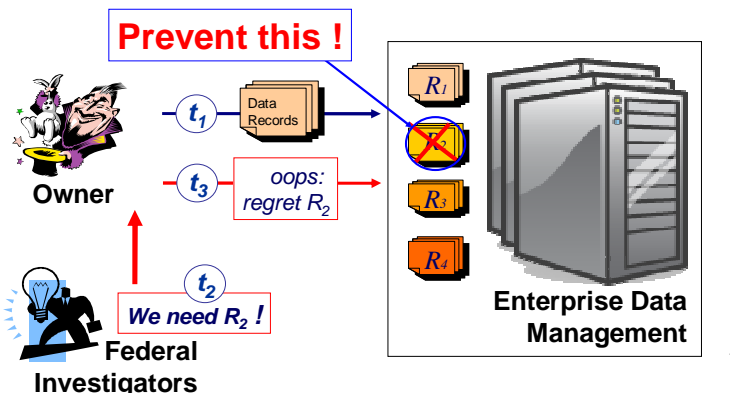 Prevent this !
R1
t1
Data
Records
R2
Owner
t3
oops:
regret R2
R3
t2
We need R2 !
R4
Enterprise Data
Management
Federal
Investigators